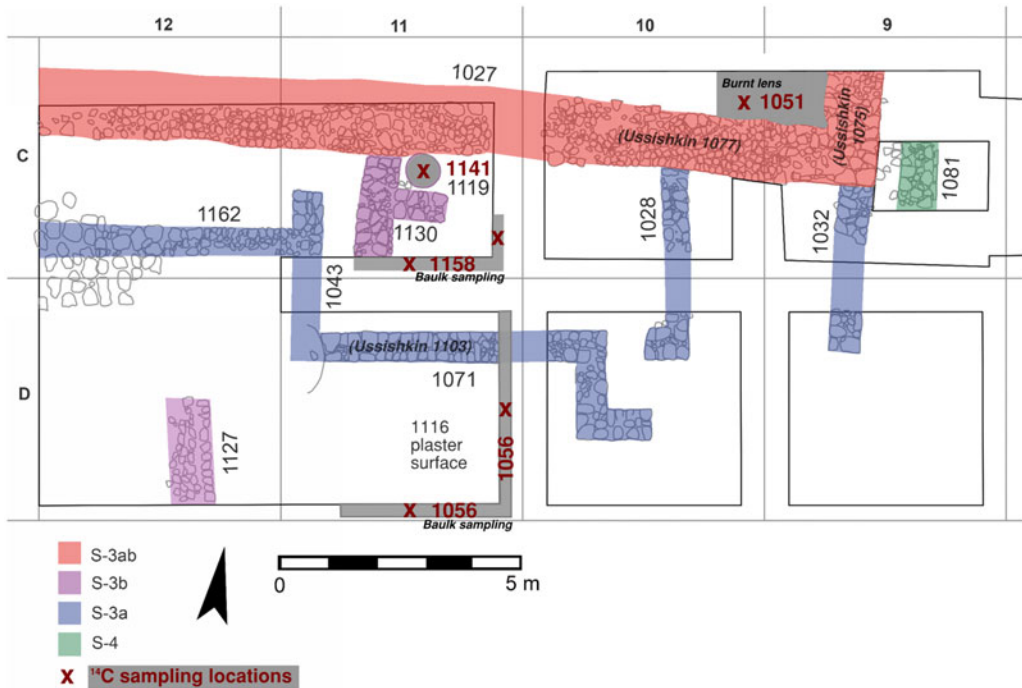 12 11 10 9
1027
Burnt lens
X 1051
(Ussishkin 1077)
(Ussishkin
1075)
C
X 1141
1119
1081
1162
1130
1028
1032
X
X 1158
Baulk sampling
1043
(Ussishkin 1103)
1071
D
1116
plaster
surface
X
1056
1127
X 1056
Baulk sampling
S-3ab
S-3b
S-3a
S-4
X ¹⁴C sampling locations
0 5 m